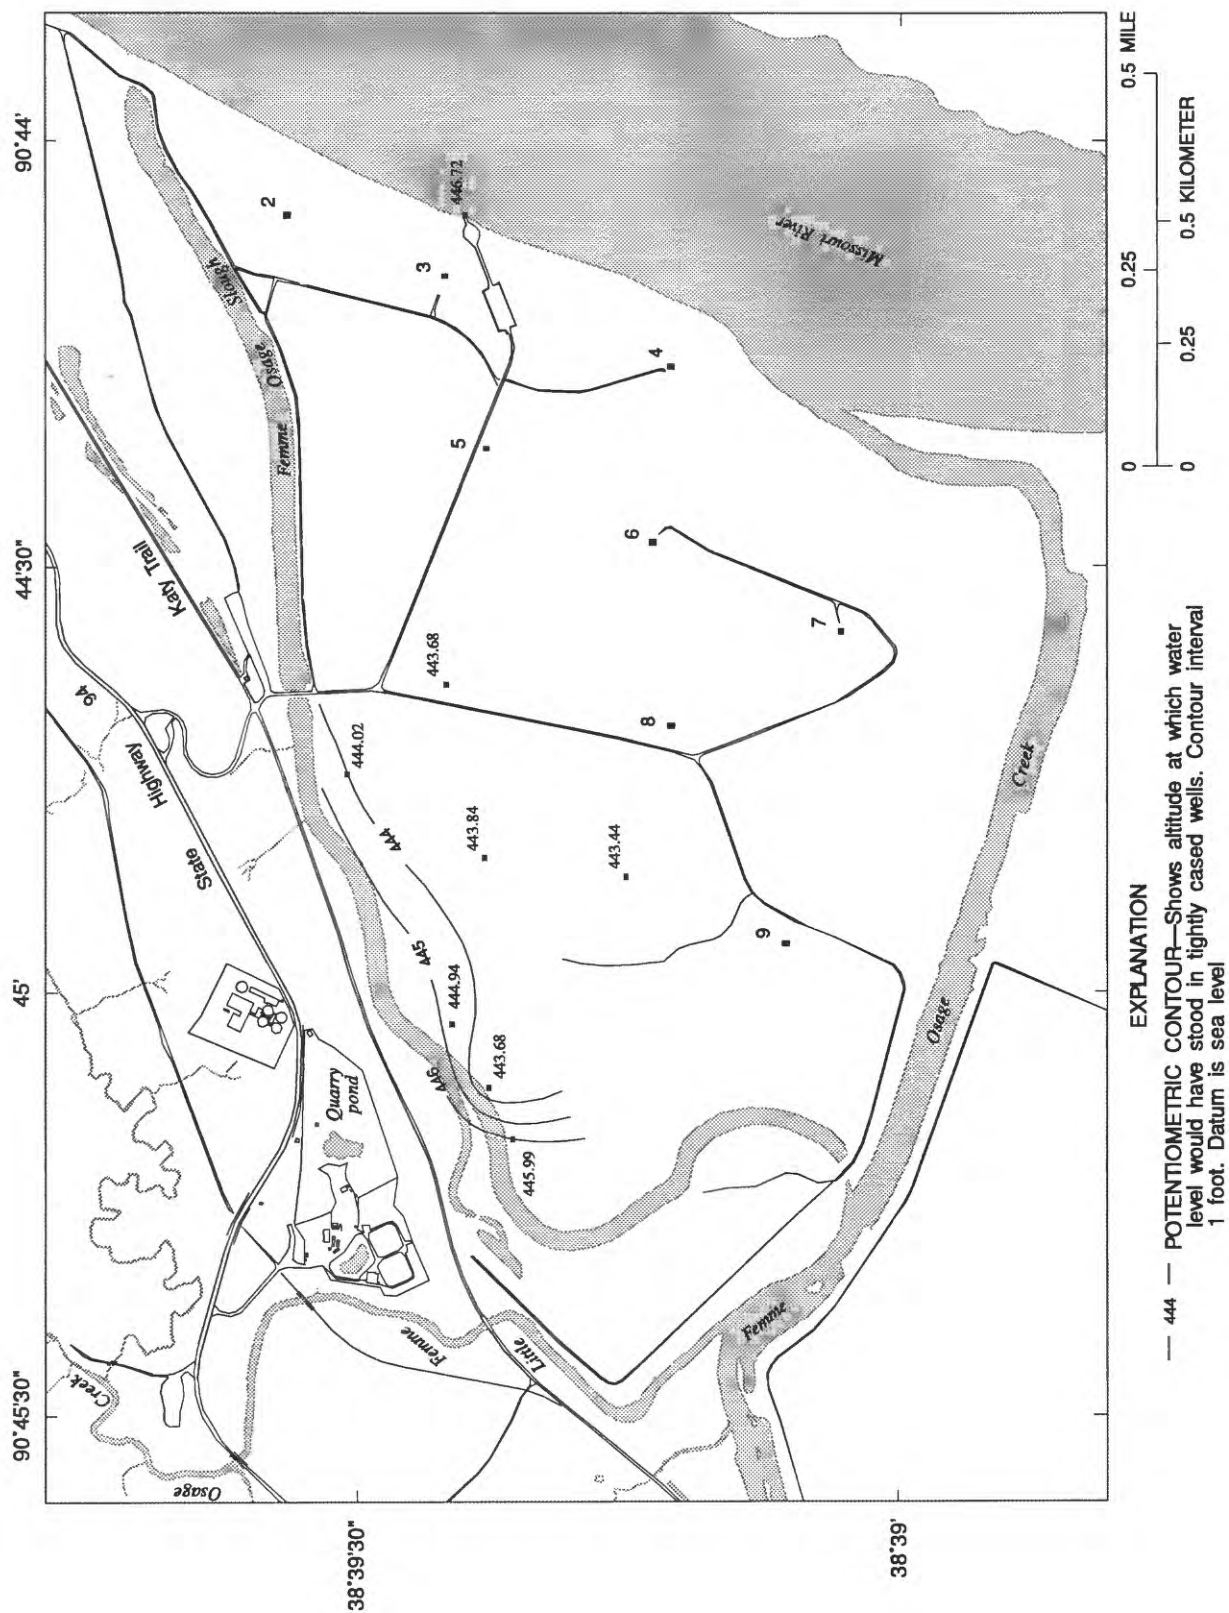 90°45'30"
45'
44'30"
90°44'
38°39'30"
38°39'
Osage
Creek
Little
Femme
State
Highway
94
Katy Trail
Quarry
pond
Femme
Osage
Slough
2
3
446.72
4
5
6
7
8
9
443.68
444.02
444
443.84
443.44
445
444.94
446
443.68
445.99
Missouri River
Femme
Osage
Creek
EXPLANATION
— 444 — POTENTIOMETRIC CONTOUR—Shows altitude at which water
level would have stood in tightly cased wells. Contour interval
1 foot. Datum is sea level
0 0.25 0.5 MILE
0 0.25 0.5 KILOMETER